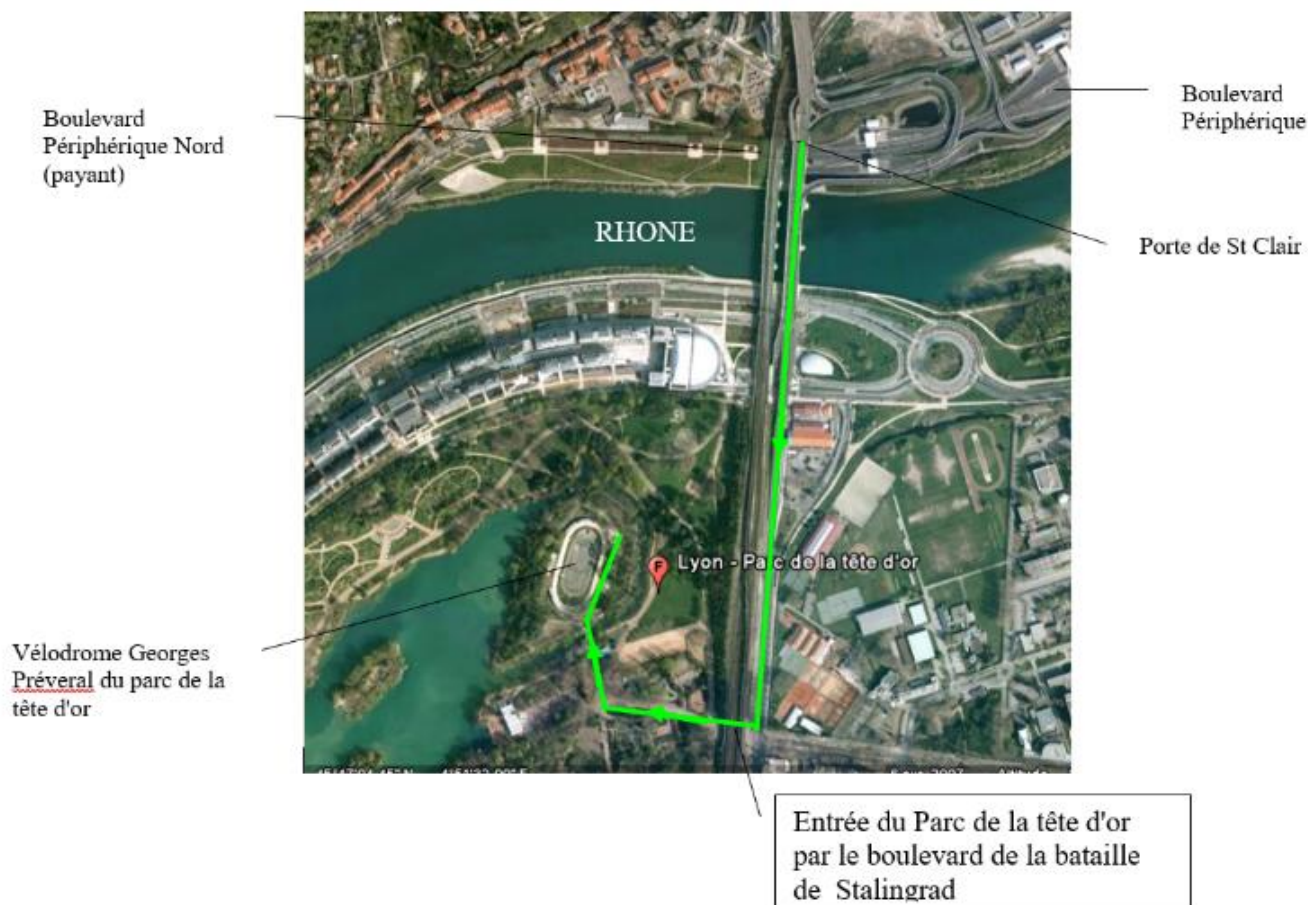 Boulevard
Périphérique Nord
(payant)
Boulevard
Périphérique
RHONE
Porte de St Clair
Lyon - Parc de la tête d'or
Vélodrome Georges
Préveral du parc de la
tête d'or
Entrée du Parc de la tête d'or
par le boulevard de la bataille
de Stalingrad